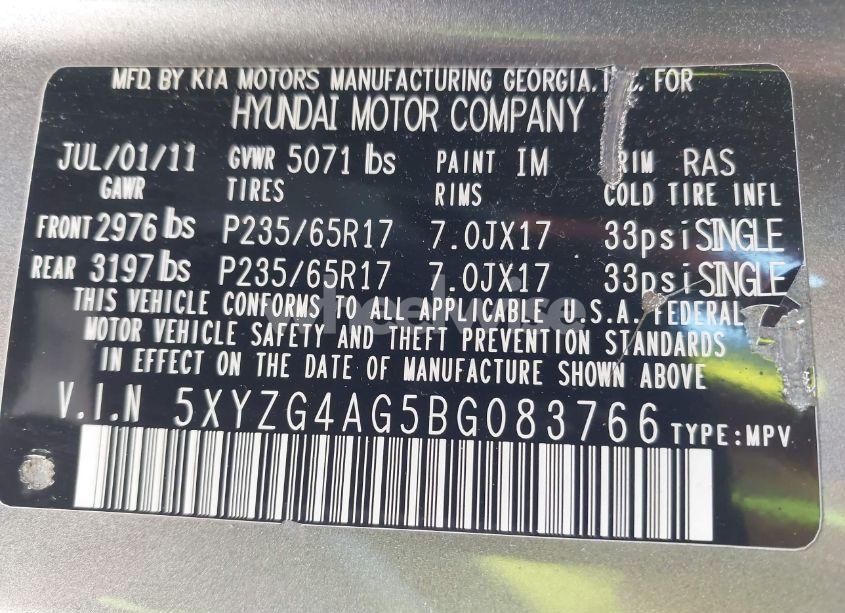 MFD. BY KIA MOTORS MANUFACTURING GEORGIA. FOR
HYUNDAI MOTOR COMPANY
JUL/01/11 GVWR 5071 lbs PAINT IM RAS
GAWR TIRES RIMS COLD TIRE INFL
FRONT 2976 lbs P235/65R17 7.0JX17 33psi SINGLE
REAR 3197 lbs P235/65R17 7.0JX17 33psi SINGLE
THIS VEHICLE CONFORMS TO ALL APPLICABLE U.S.A. FEDERAL
MOTOR VEHICLE SAFETY AND THEFT PREVENTION STANDARDS
IN EFFECT ON THE DATE OF MANUFACTURE SHOWN ABOVE.
V.I.N 5XYZG4AG5BG083766 TYPE:MPV